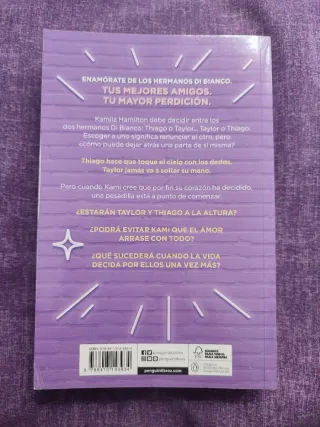 ENAMÓRATE DE LOS HERMANOS DI BIANCO.
TUS MEJORES AMIGOS.
TU MAYOR PERDICIÓN.
Kamila Hamilton debe decidir entre los
dos hermanos Di Bianco: Thiago o Taylor... Taylor o Thiago.
Escoger a uno significa renunciar al otro, pero
¿cómo puede dejar atrás una parte de sí misma?
Thiago hace que toque el cielo con los dedos.
Taylor jamás va a soltar su mano.
Pero cuando Kami cree que por fin su corazón ha decidido,
una pesadilla está a punto de comenzar.
¿ESTARÁN TAYLOR Y THIAGO A LA ALTURA?
¿PODRÁ EVITAR KAMI QUE EL AMOR
ARRASE CON TODO?
¿QUÉ SUCEDERÁ CUANDO LA VIDA
DECIDA POR ELLOS UNA VEZ MÁS?
penguinlibros.com